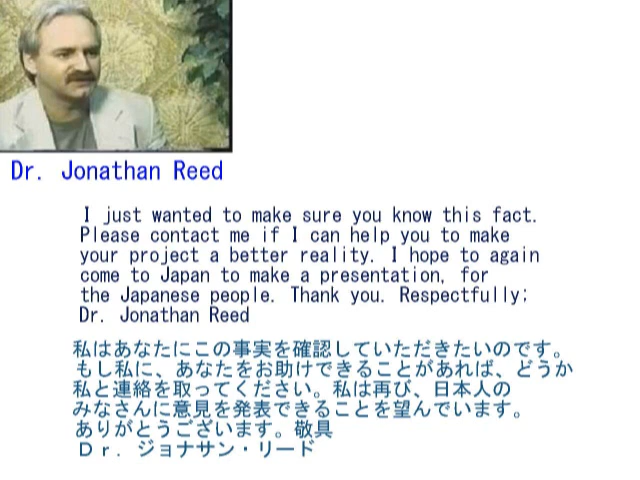 Dr. Jonathan Reed
I just wanted to make sure you know this fact.
Please contact me if I can help you to make
your project a better reality. I hope to again
come to Japan to make a presentation, for
the Japanese people. Thank you. Respectfully;
Dr. Jonathan Reed
私はあなたにこの事実を確認していただきたいのです。
もし私に、あなたをお助けできることがあれば、どうか
私と連絡を取ってください。私は再び、日本人の
みなさんに意見を発表できることを望んでいます。
ありがとうございます。敬具
Ｄｒ．ジョナサン・リード